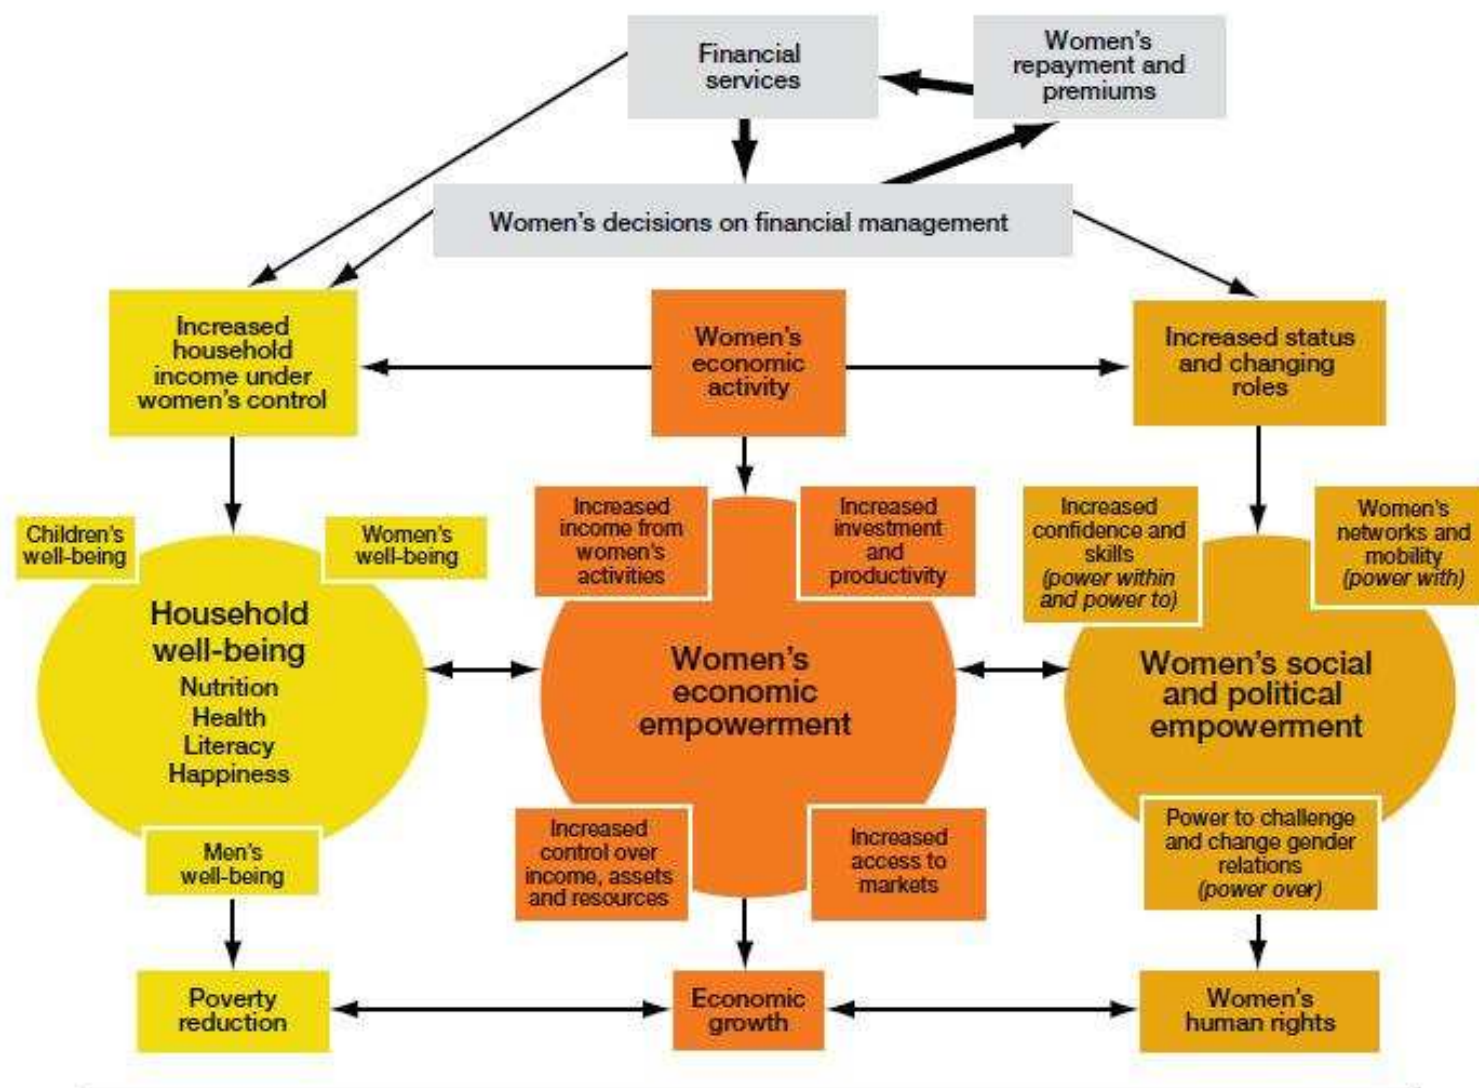 Financial
services
Women's
repayment and
premiums
Women's decisions on financial management
Increased
household
income under
women's control
Women's
economic
activity
Increased status
and changing
roles
Children's
well-being
Women's
well-being
Household
well-being
Nutrition
Health
Literacy
Happiness
Men's
well-being
Increased
income from
women's
activities
Increased
investment
and
productivity
Women's
economic
empowerment
Increased
control over
income, assets
and resources
Increased
access to
markets
Increased
confidence and
skills
(power within
and power to)
Women's
networks and
mobility
(power with)
Women's social
and political
empowerment
Power to challenge
and change gender
relations
(power over)
Poverty
reduction
Economic
growth
Women's
human rights